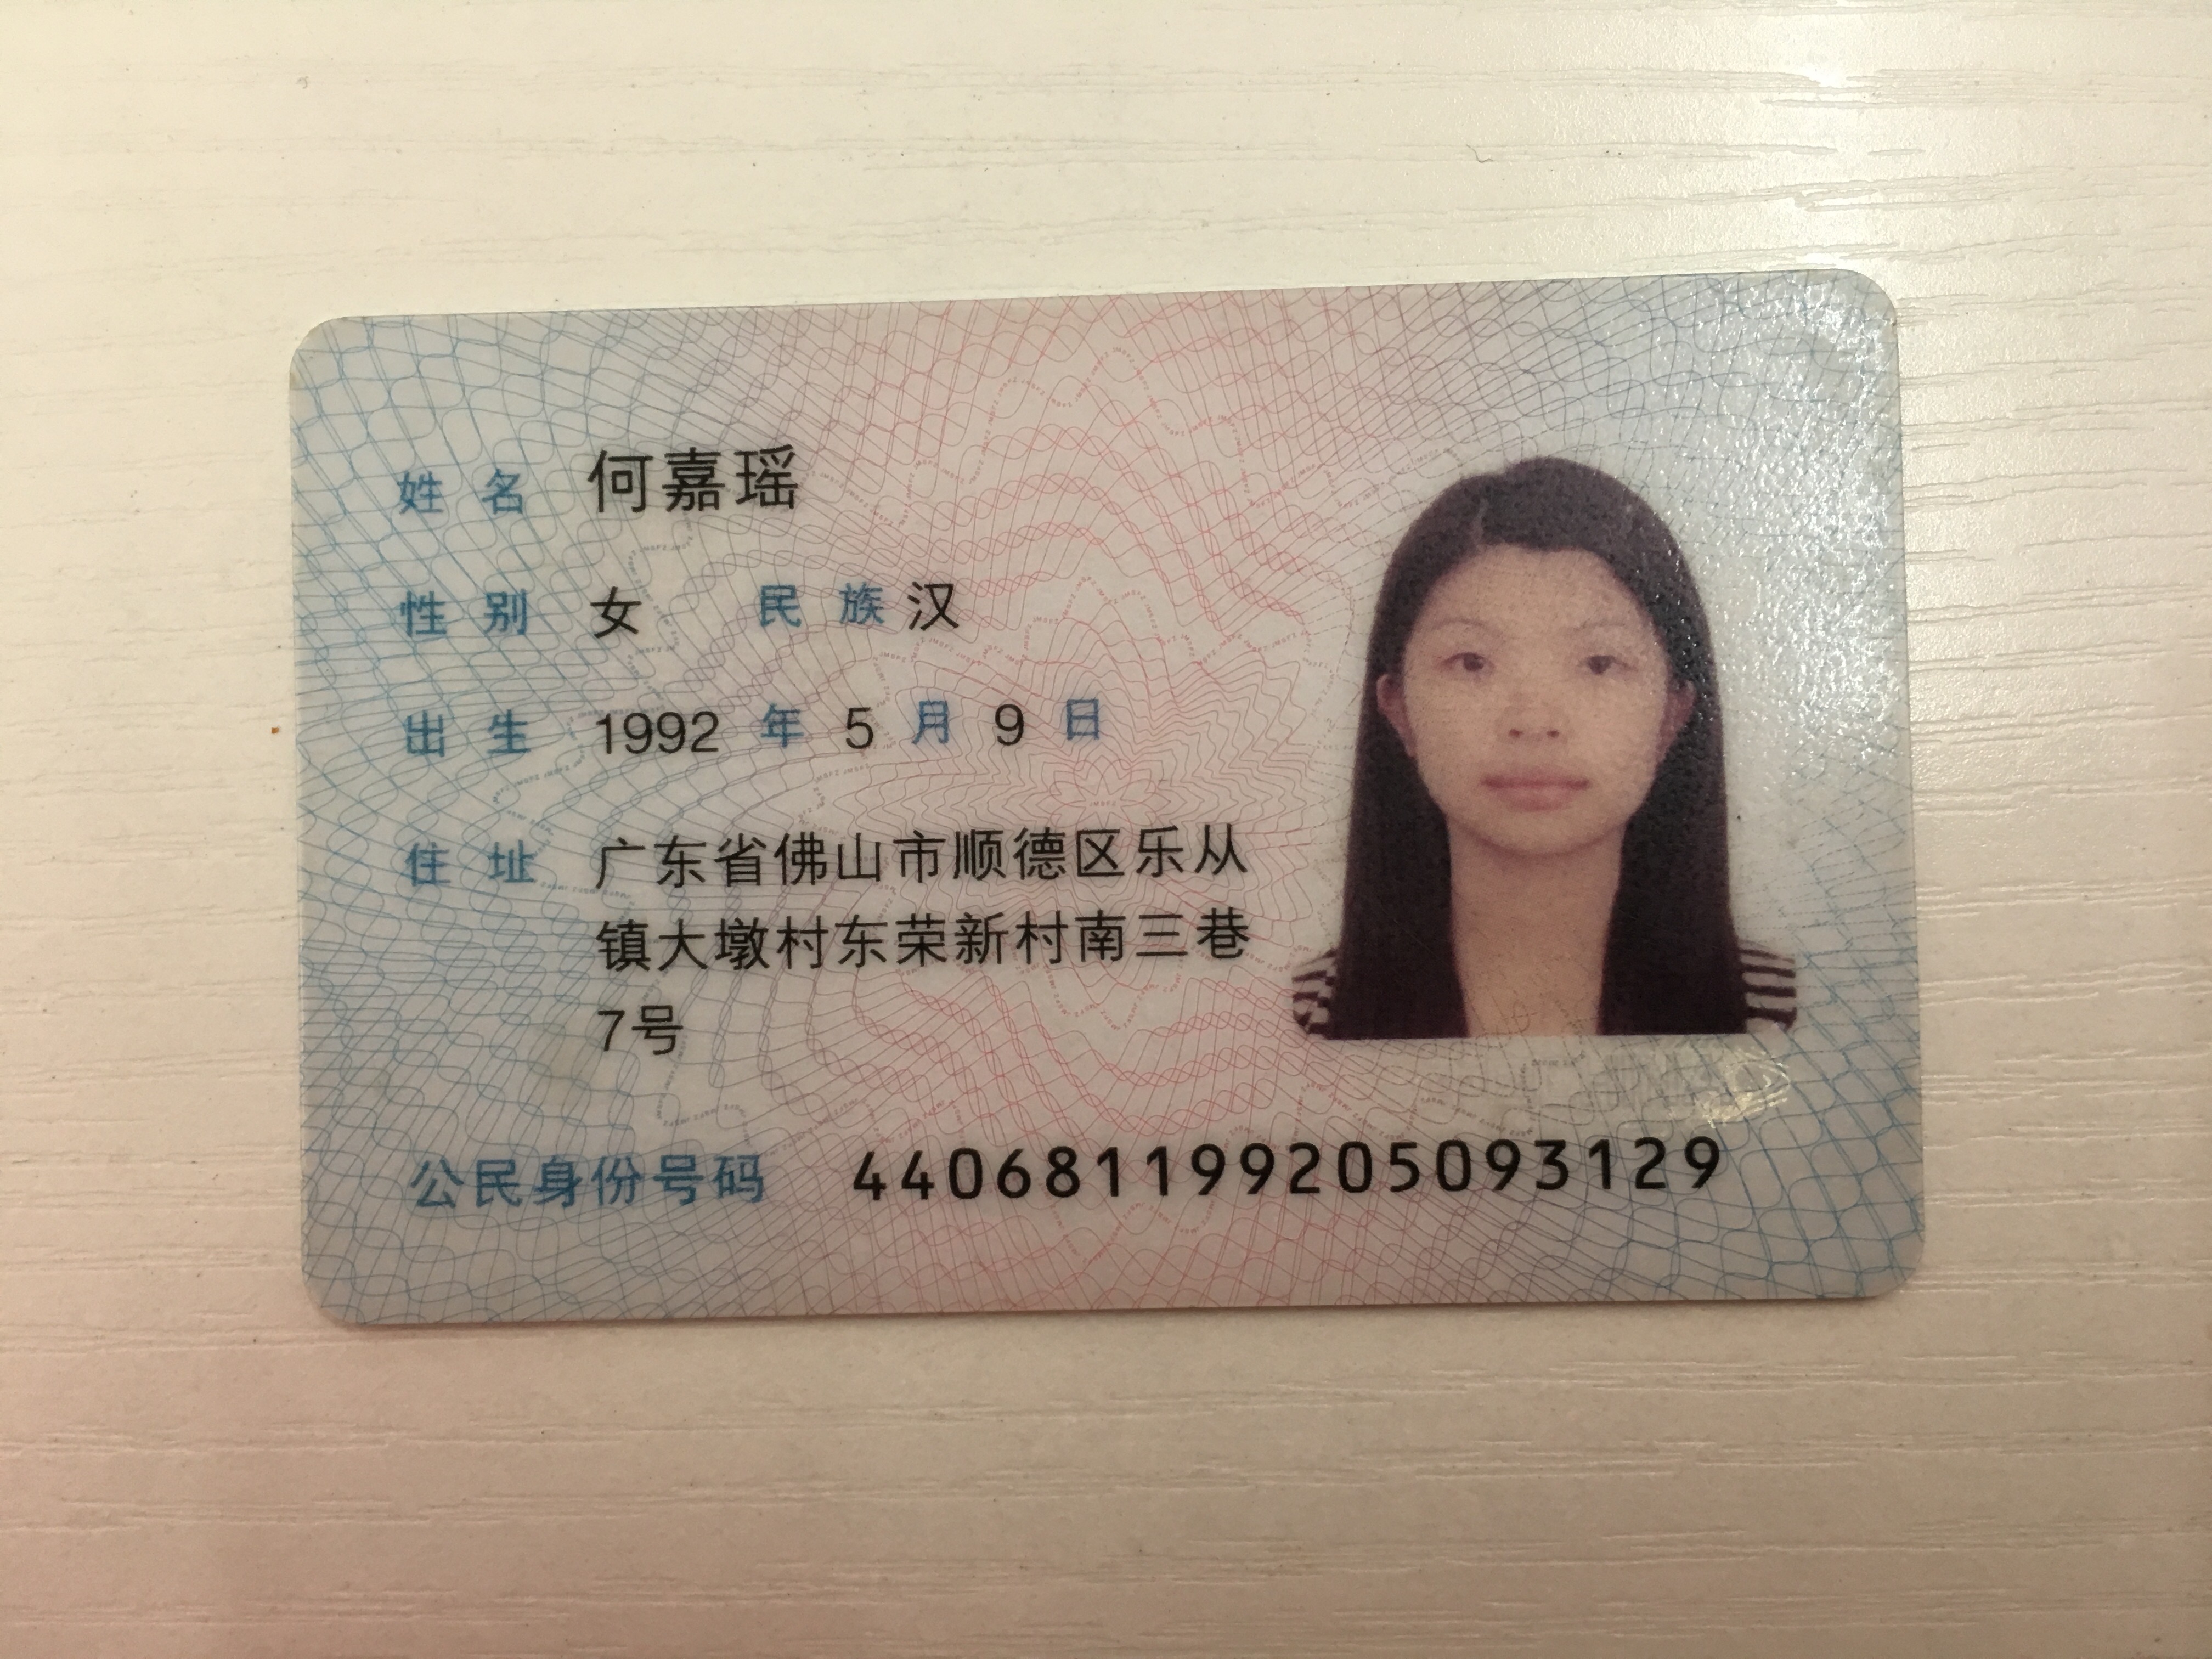 姓名 何嘉瑶
性别 女 民族 汉
出生 1992 年 5 月 9 日
住址 广东省佛山市顺德区乐从
镇大墩村东荣新村南三巷
7号
公民身份号码 440681199205093129